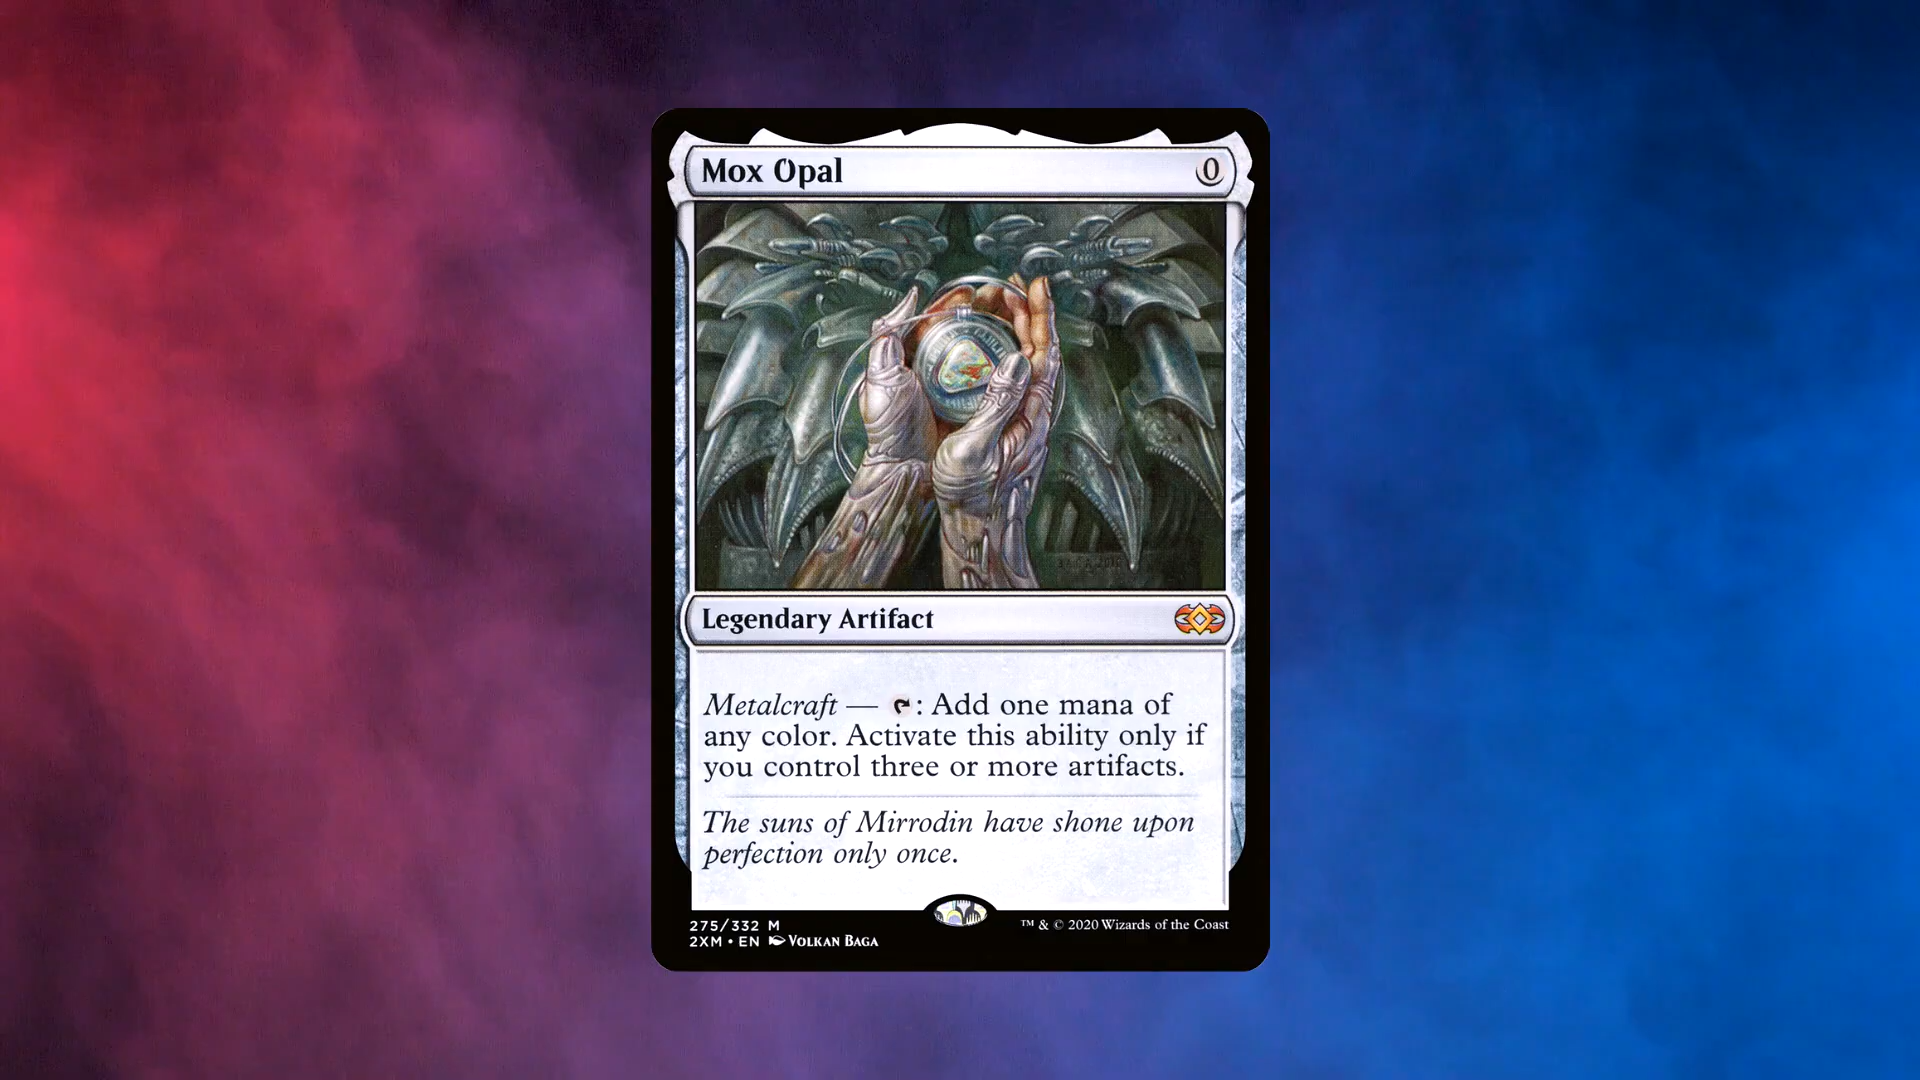 Mox Opal 0
Legendary Artifact
Metalcraft — : Add one mana of
any color. Activate this ability only if
you control three or more artifacts.
The suns of Mirrodin have shone upon
perfection only once.
275/332 M
2XM • EN VOLKAN BAGA
™ & © 2020 Wizards of the Coast